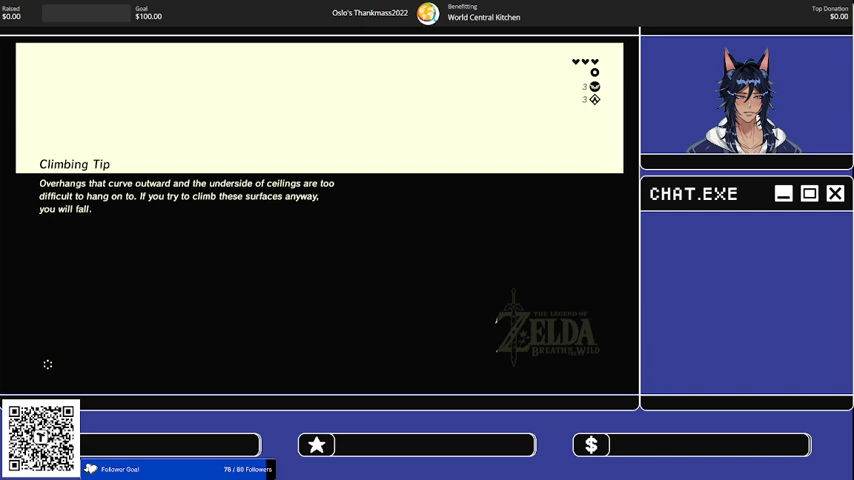 Raised
$0.00
Goal
$100.00
Oslo's Thankmass2022
Benefitting
World Central Kitchen
Top Donation
$0.00
3
3
Climbing Tip
Overhangs that curve outward and the underside of ceilings are too
difficult to hang on to. If you try to climb these surfaces anyway,
you will fall.
THE LEGEND OF
ZELDA
BREATH OF THE WILD
CHAT.EXE
$
Follower Goal
76 / 80 Followers